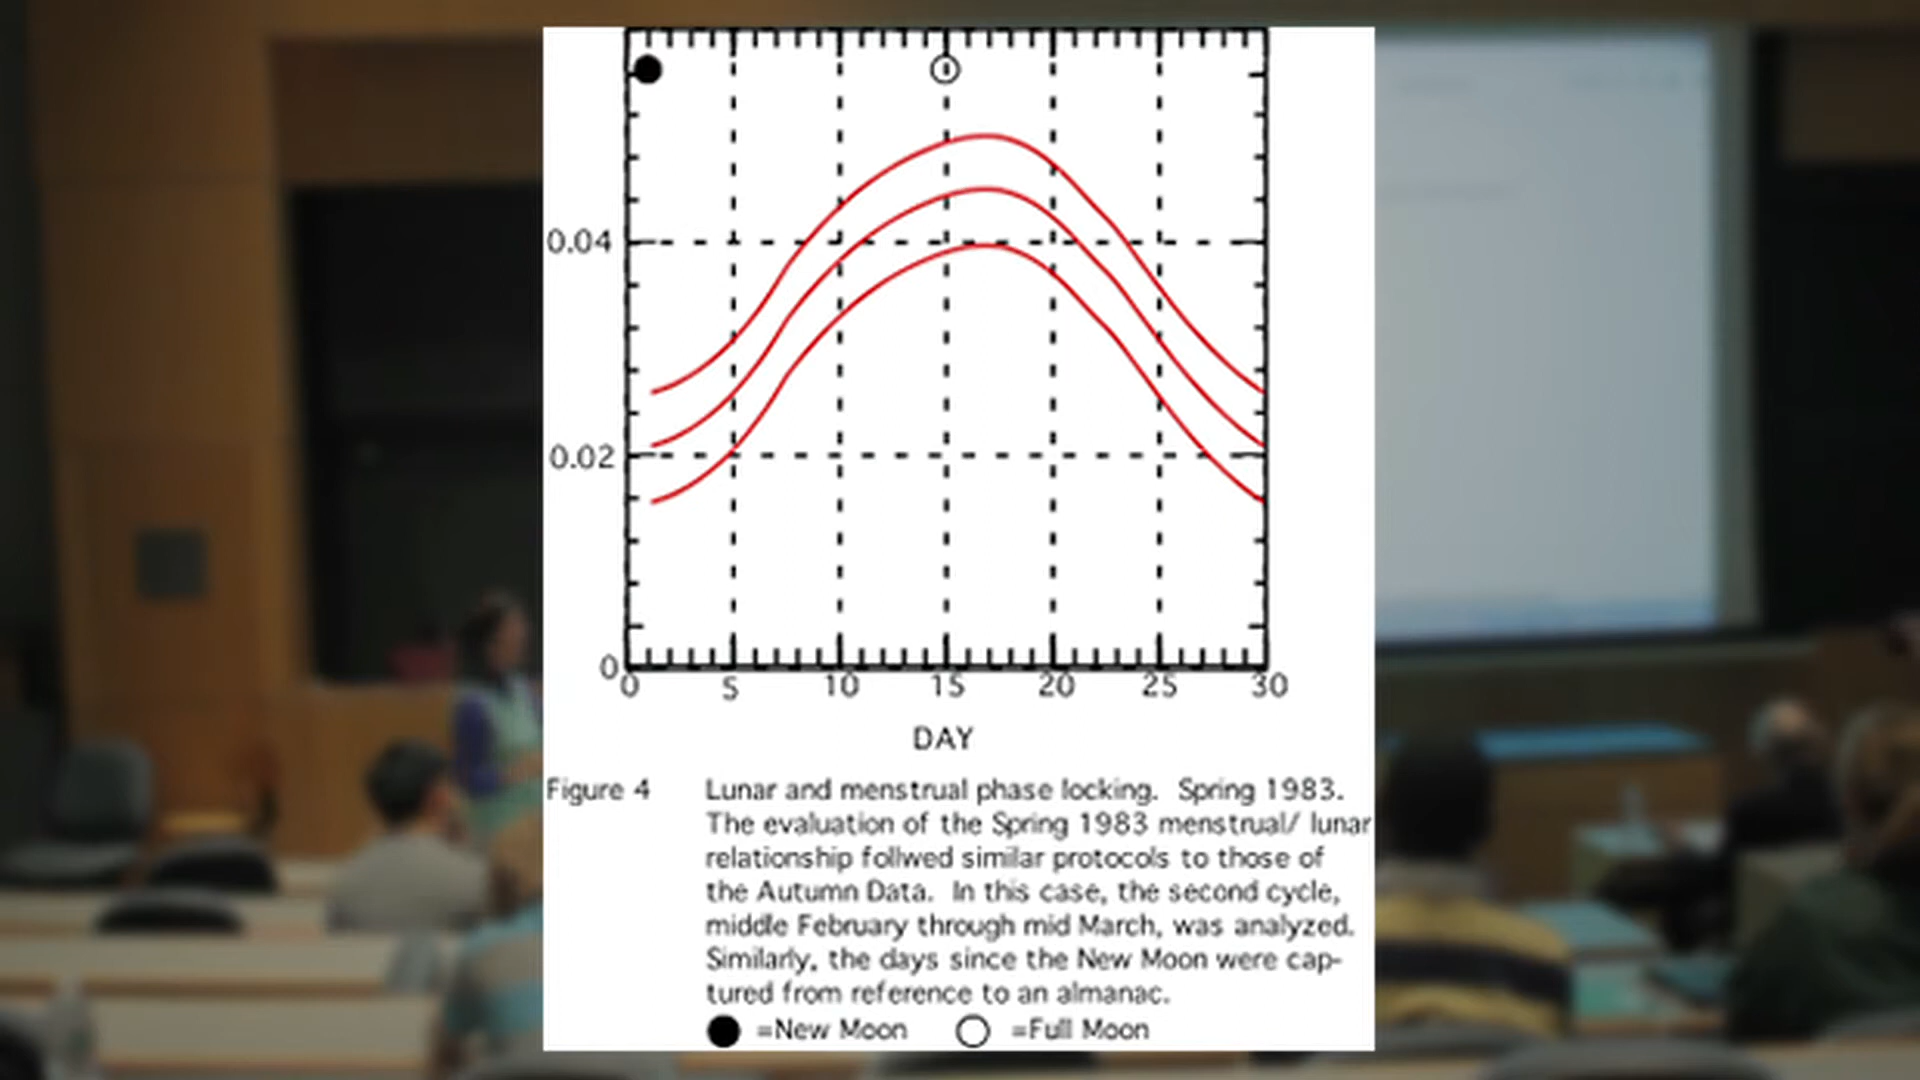 0.04
0.02
0
0 5 10 15 20 25 30
DAY
Figure 4 Lunar and menstrual phase locking. Spring 1983.
The evaluation of the Spring 1983 menstrual/ lunar
relationship follwed similar protocols to those of
the Autumn Data. In this case, the second cycle,
middle February through mid March, was analyzed.
Similarly, the days since the New Moon were cap-
tured from reference to an almanac.
=New Moon =Full Moon